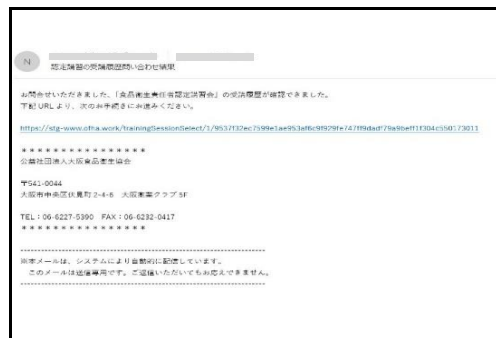 N
認定講習の受講履歴問い合わせ結果
お問合せいただきました、「食品衛生責任者認定講習会」の受講履歴が確認できました。
下記 URL より、次のお手続きにお進みください。
https://stg-www.ofha.work/trainingSessionSelect/1/9537f32ec7599e1ae953af6c9f929fe747ff9dadf79a9beff1f304c550173011
＊＊＊＊＊＊＊＊＊＊＊＊＊＊＊＊
公益社団法人大阪食品衛生協会
〒541-0044
大阪市中央区伏見町 2-4-6 大阪薬業クラブ 5F
TEL：06-6227-5390 FAX：06-6232-0417
＊＊＊＊＊＊＊＊＊＊＊＊＊＊＊＊
※本メールは、システムにより自動的に配信しています。
このメールは送信専用です。ご返信いただいてもお応えできません。